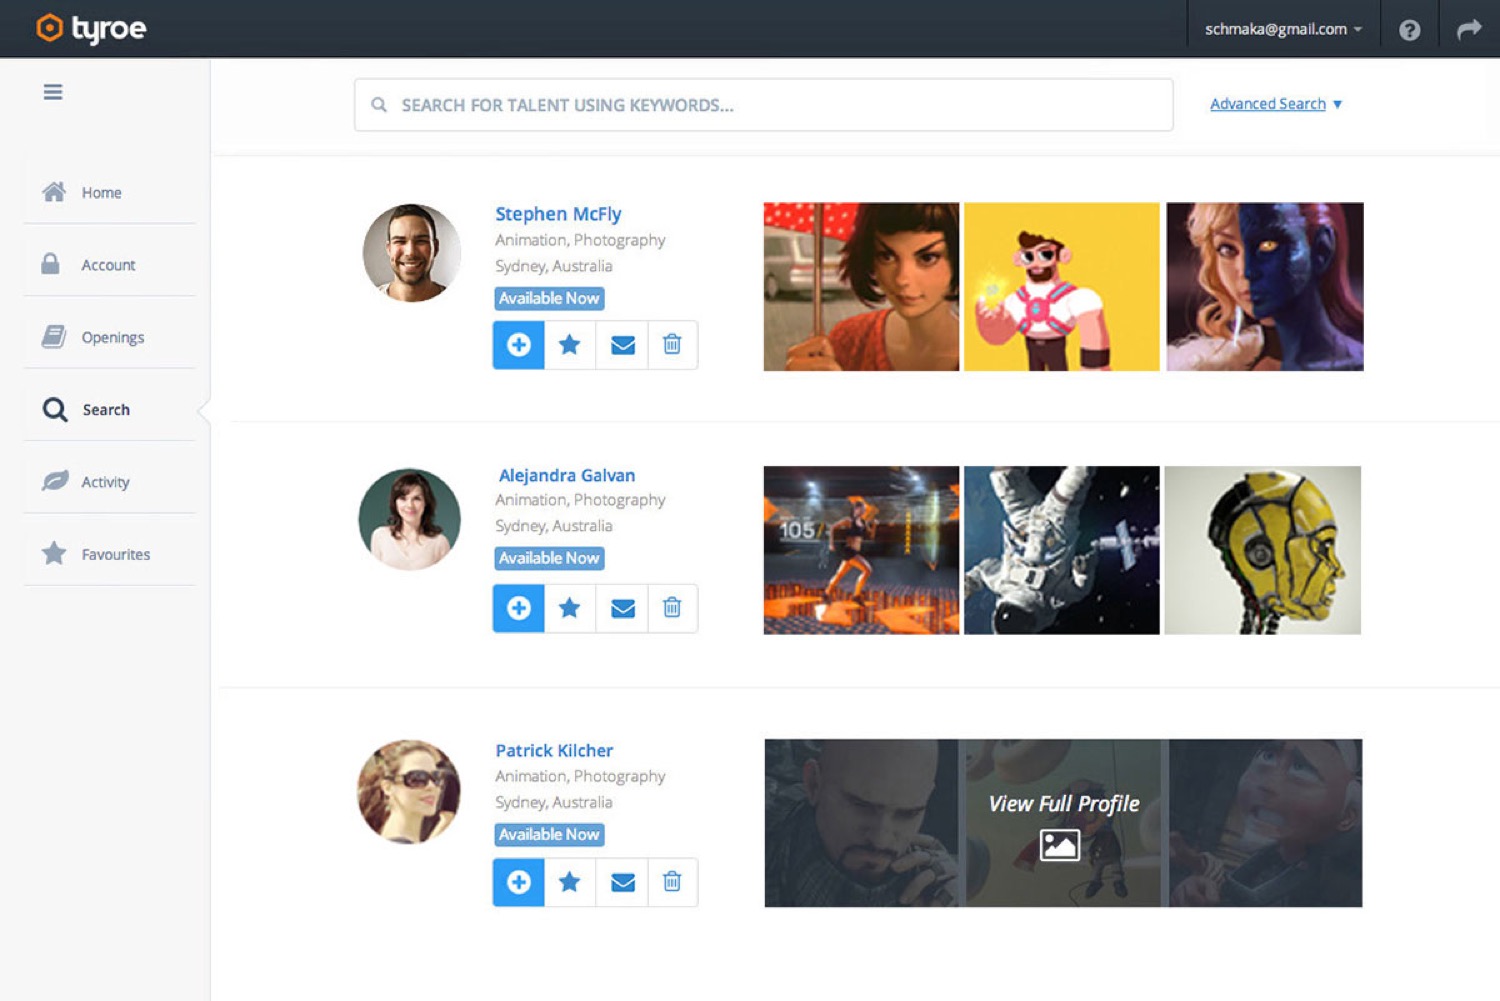 tyroe
schmaka@gmail.com
SEARCH FOR TALENT USING KEYWORDS...
Advanced Search
Home
Account
Openings
Search
Activity
Favourites
Stephen McFly
Animation, Photography
Sydney, Australia
Available Now
Alejandra Galvan
Animation, Photography
Sydney, Australia
Available Now
105/
Patrick Kilcher
Animation, Photography
Sydney, Australia
Available Now
View Full Profile